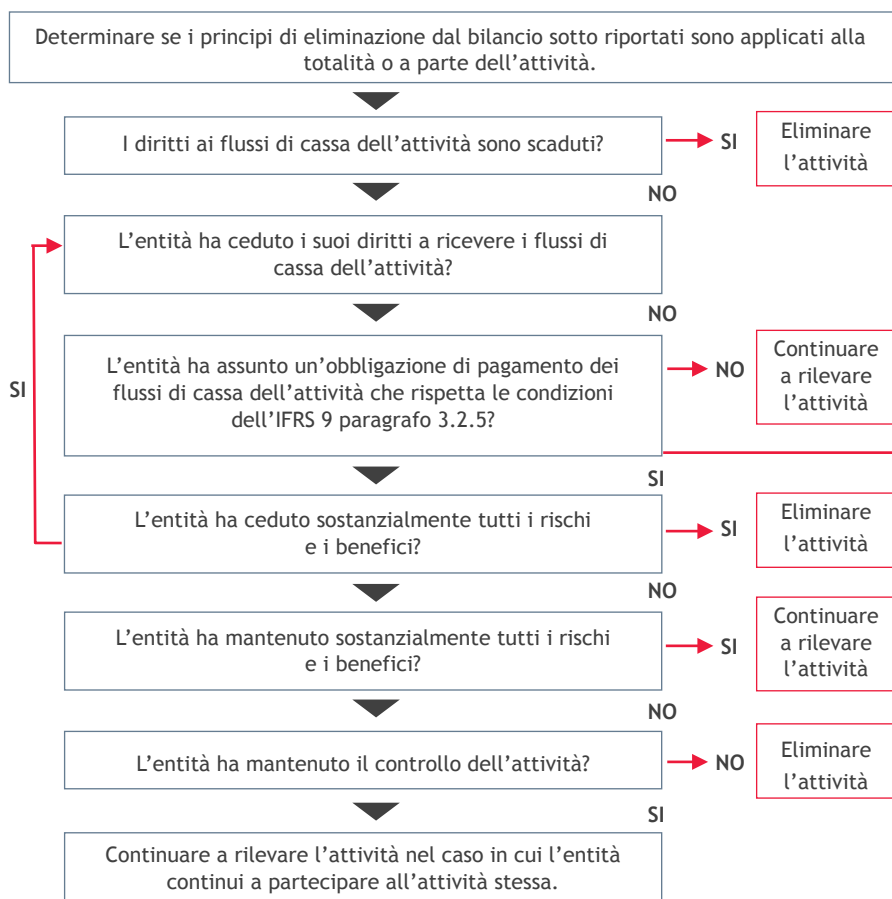 Determinare se i principi di eliminazione dal bilancio sotto riportati sono applicati alla
totalità o a parte dell’attività.
I diritti ai flussi di cassa dell’attività sono scaduti?
SI
Eliminare
l’attività
NO
L’entità ha ceduto i suoi diritti a ricevere i flussi di
cassa dell’attività?
NO
SI
L’entità ha assunto un’obbligazione di pagamento dei
flussi di cassa dell’attività che rispetta le condizioni
dell’IFRS 9 paragrafo 3.2.5?
NO
Continuare
a rilevare
l’attività
SI
L’entità ha ceduto sostanzialmente tutti i rischi
e i benefici?
SI
Eliminare
l’attività
NO
L’entità ha mantenuto sostanzialmente tutti i rischi
e i benefici?
SI
Continuare
a rilevare
l’attività
NO
L’entità ha mantenuto il controllo dell’attività?
NO
Eliminare
l’attività
SI
Continuare a rilevare l’attività nel caso in cui l’entità
continui a partecipare all’attività stessa.